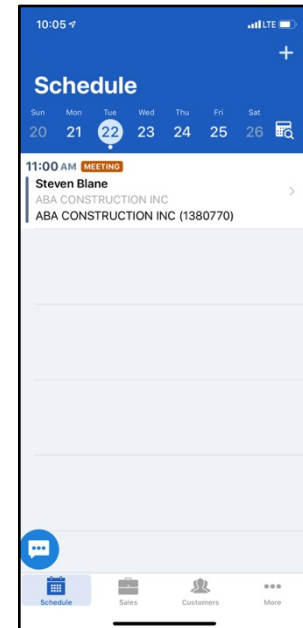 10:05
LTE
+
Schedule
Sun Mon Tue Wed Thu Fri Sat
20 21 22 23 24 25 26
11:00 AM MEETING
Steven Blane
ABA CONSTRUCTION INC
ABA CONSTRUCTION INC (1380770)
Schedule Sales Customers More